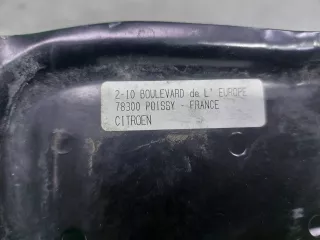 2-10 BOULEVARD de L' EUROPE
78300 POISSY - FRANCE
CITROEN